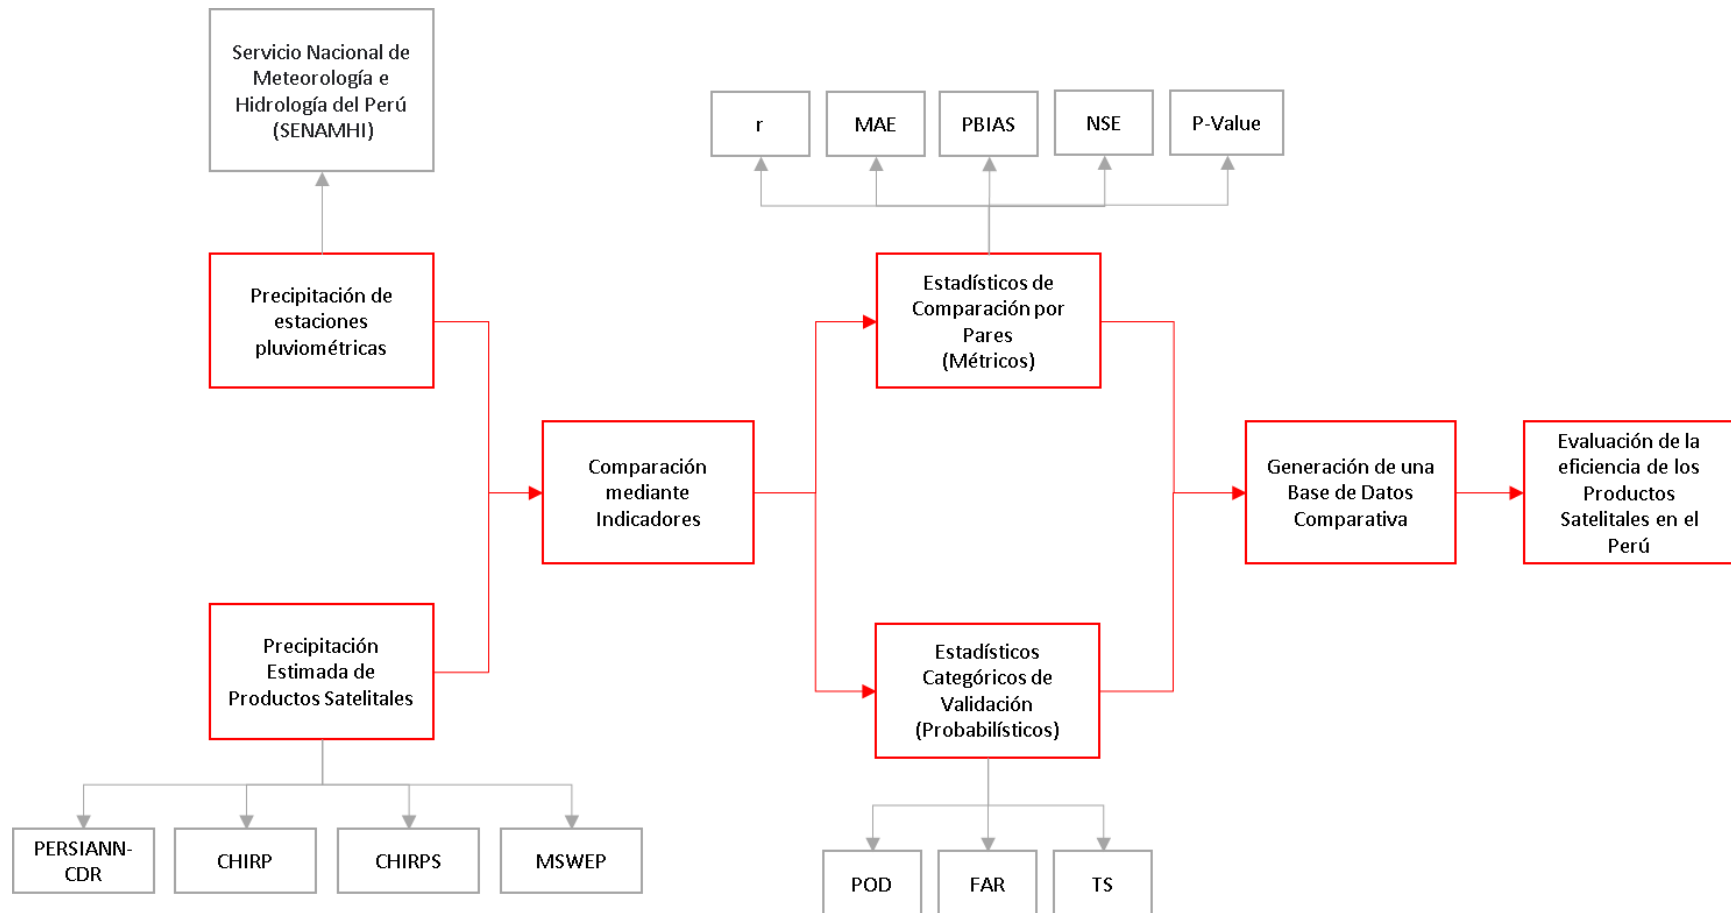 Servicio Nacional de
Meteorología e
Hidrología del Perú
(SENAMHI)
r
MAE
PBIAS
NSE
P-Value
Precipitación de
estaciones
pluviométricas
Estadísticos de
Comparación por
Pares
(Métricos)
Comparación
mediante
Indicadores
Generación de una
Base de Datos
Comparativa
Evaluación de la
eficiencia de los
Productos
Satelitales en el
Perú
Precipitación
Estimada de
Productos Satelitales
Estadísticos
Categóricos de
Validación
(Probabilísticos)
PERSIANN-
CDR
CHIRP
CHIRPS
MSWEP
POD
FAR
TS